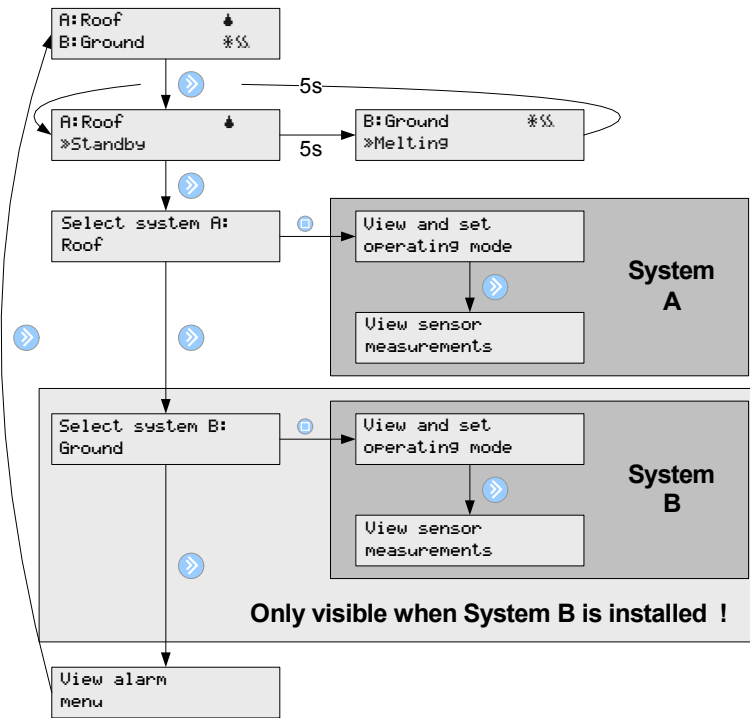 A:Roof
B:Ground
5s
A:Roof
»Standby
5s
B:Ground
»Melting
Select system A:
Roof
View and set
operating mode
View sensor
measurements
System
A
Select system B:
Ground
View and set
operating mode
View sensor
measurements
System
B
Only visible when System B is installed !
View alarm
menu